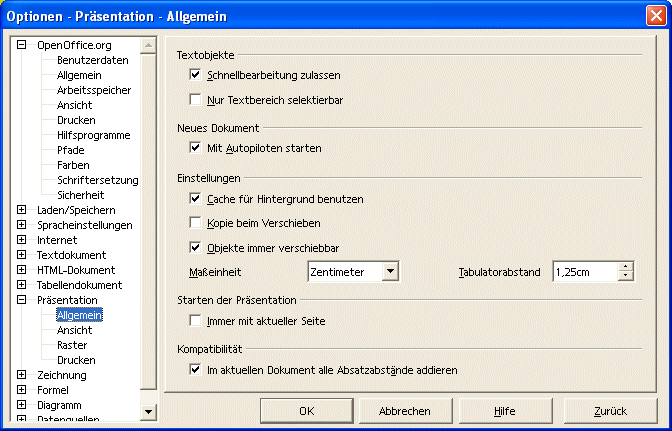 Optionen - Präsentation - Allgemein
OpenOffice.org
Benutzerdaten
Allgemein
Arbeitsspeicher
Ansicht
Drucken
Hilfsprogramme
Pfade
Farben
Schriftersetzung
Sicherheit
Laden/Speichern
Spracheinstellungen
Internet
Textdokument
HTML-Dokument
Tabellendokument
Präsentation
Allgemein
Ansicht
Raster
Drucken
Zeichnung
Formel
Diagramm
Datenquellen
Textobjekte
Schnellbearbeitung zulassen
Nur Textbereich selektierbar
Neues Dokument
Mit Autopiloten starten
Einstellungen
Cache für Hintergrund benutzen
Kopie beim Verschieben
Objekte immer verschiebbar
Maßeinheit Zentimeter Tabulatorabstand 1,25cm
Starten der Präsentation
Immer mit aktueller Seite
Kompatibilität
Im aktuellen Dokument alle Absatzabstände addieren
OK Abbrechen Hilfe Zurück